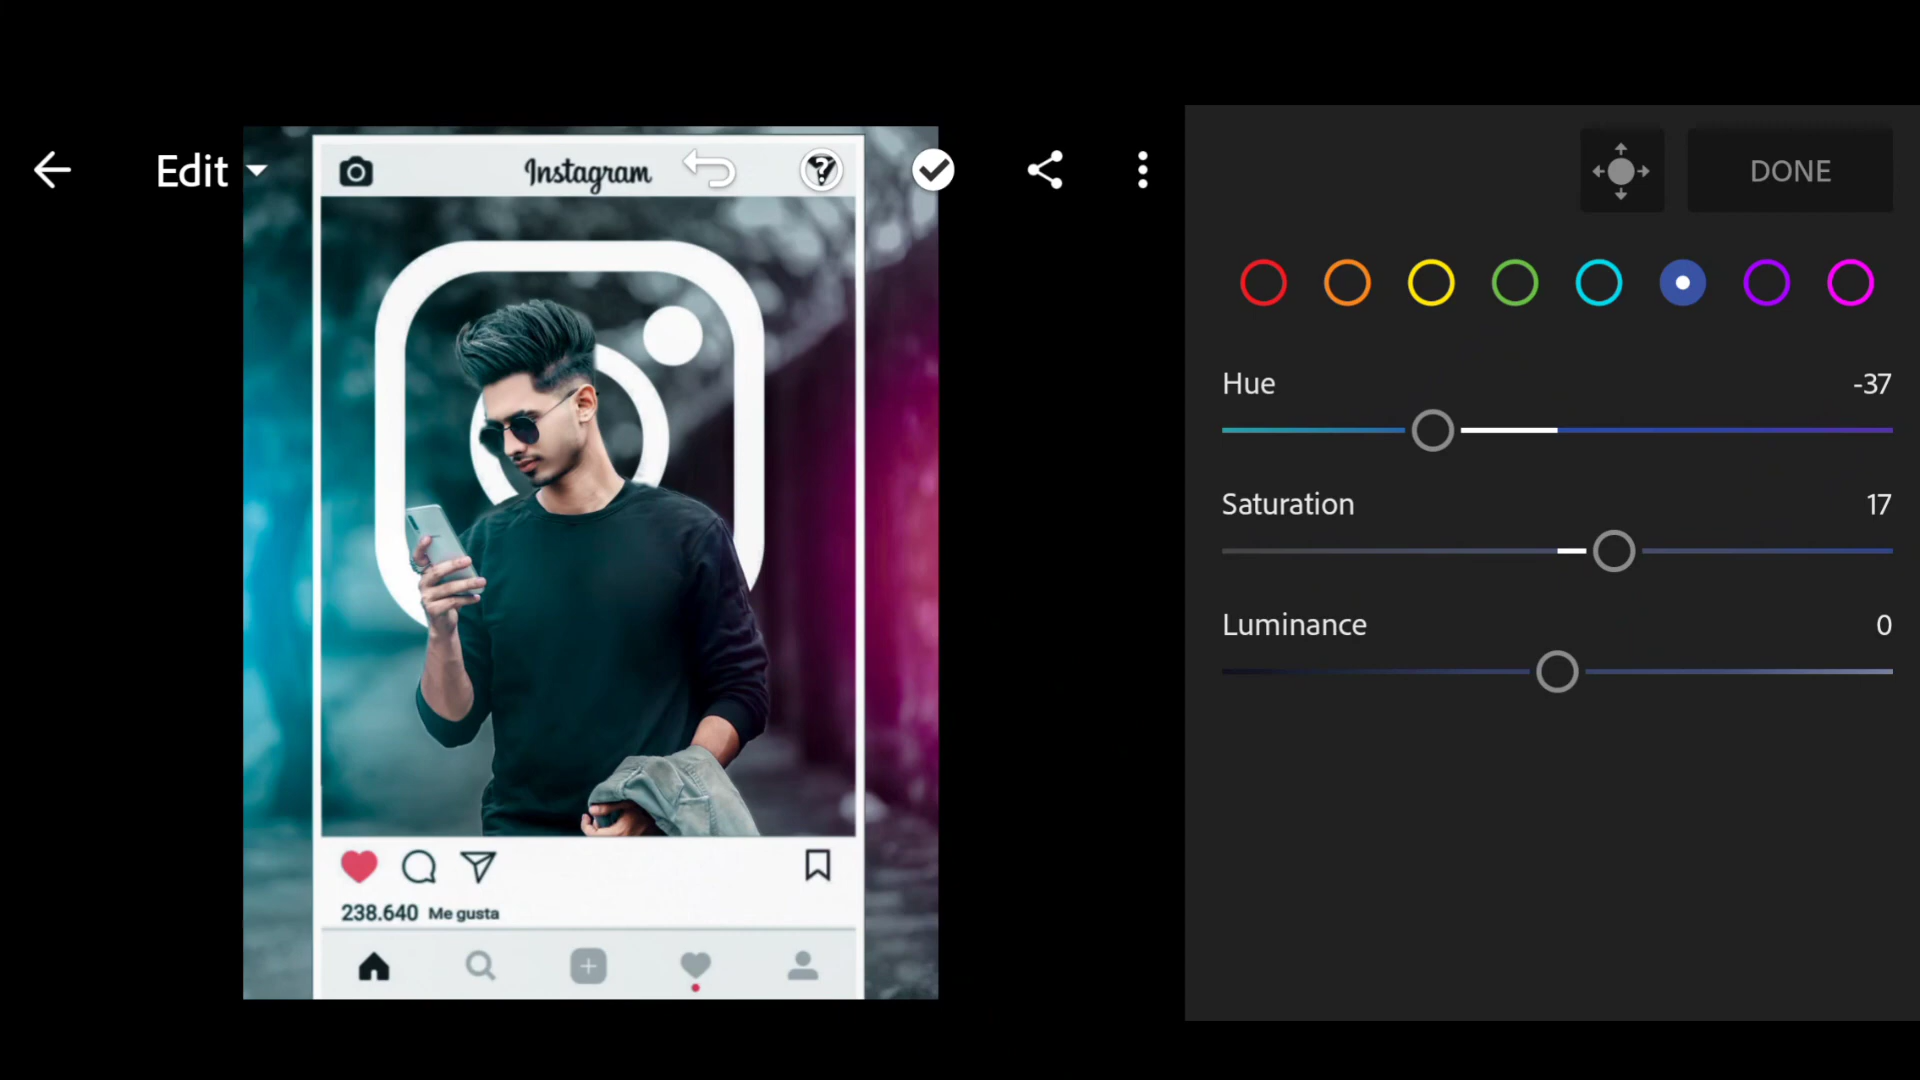 Edit
Instagram
DONE
Hue -37
Saturation 17
Luminance 0
238.640 Me gusta